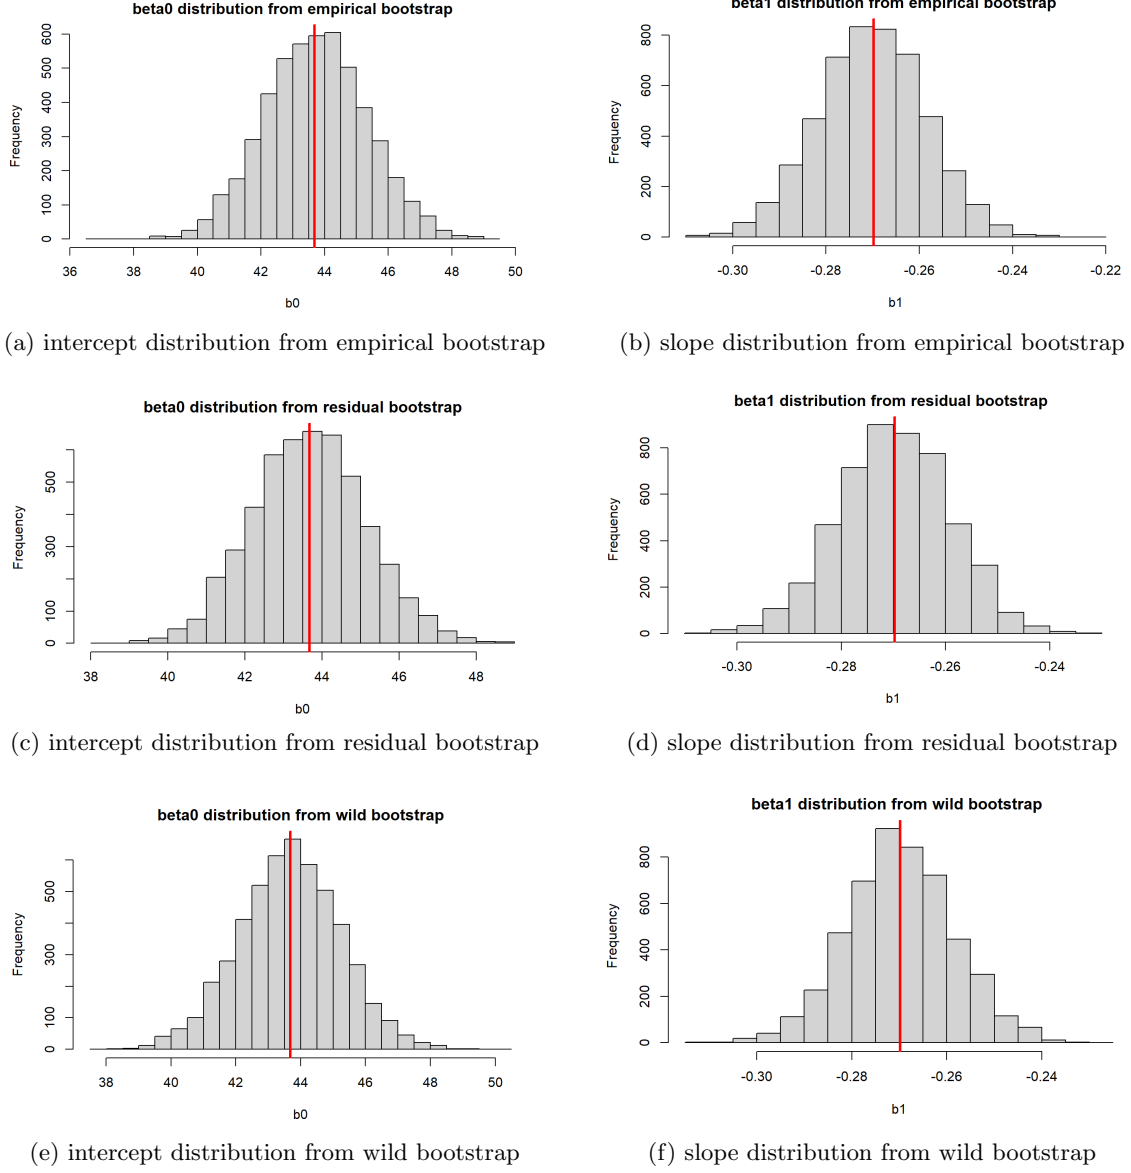 beta0 distribution from empirical bootstrap
Frequency
0 100 200 300 400 500 600
36 38 40 42 44 46 48 50
b0
(a) intercept distribution from empirical bootstrap
beta1 distribution from empirical bootstrap
Frequency
0 200 400 600 800
-0.30 -0.28 -0.26 -0.24 -0.22
b1
(b) slope distribution from empirical bootstrap
beta0 distribution from residual bootstrap
Frequency
0 100 300 500
38 40 42 44 46 48
b0
(c) intercept distribution from residual bootstrap
beta1 distribution from residual bootstrap
Frequency
0 200 400 600 800
-0.30 -0.28 -0.26 -0.24
b1
(d) slope distribution from residual bootstrap
beta0 distribution from wild bootstrap
Frequency
0 100 300 500
38 40 42 44 46 48 50
b0
(e) intercept distribution from wild bootstrap
beta1 distribution from wild bootstrap
Frequency
0 200 400 600 800
-0.30 -0.28 -0.26 -0.24
b1
(f) slope distribution from wild bootstrap